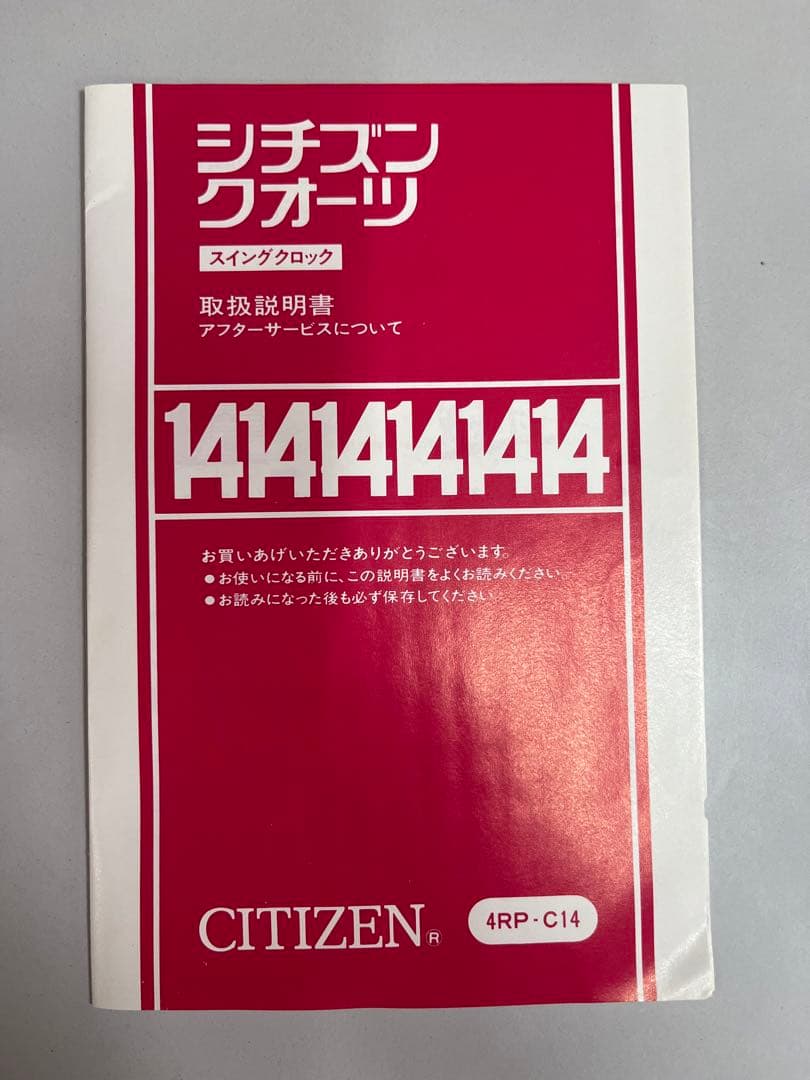 シチズン
クオーツ
スイングクロック
取扱説明書
アフターサービスについて
141414141414
お買いあげいただきありがとうございます。
●お使いになる前に、この説明書をよくお読みください。
●お読みになった後も必ず保存してください。
CITIZEN®
4RP-C14